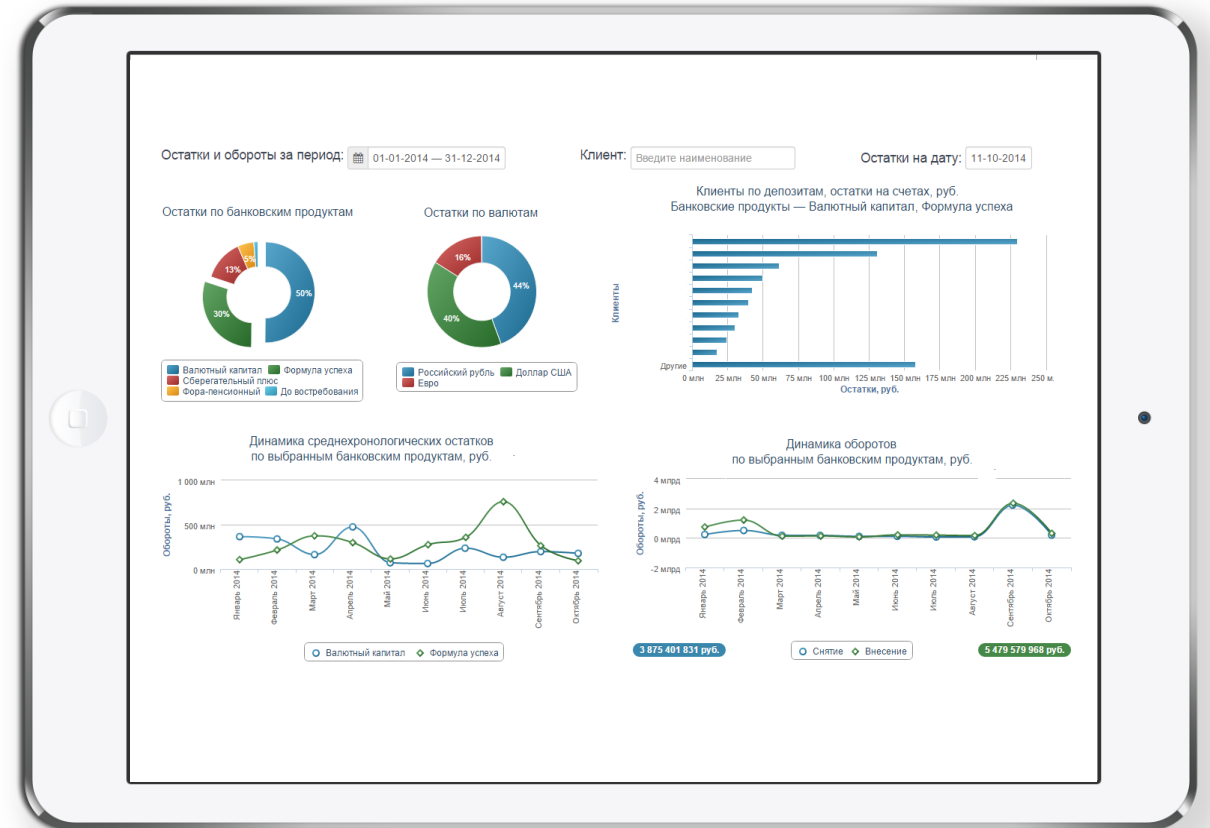 Остатки и обороты за период:
01-01-2014 — 31-12-2014
Клиент:
Введите наименование
Остатки на дату:
11-10-2014
Остатки по банковским продуктам
50%
30%
13%
5%
Валютный капитал
Формула успеха
Сберегательный плюс
Фора-пенсионный
До востребования
Остатки по валютам
44%
40%
16%
Российский рубль
Доллар США
Евро
Клиенты по депозитам, остатки на счетах, руб.
Банковские продукты — Валютный капитал, Формула успеха
Клиенты
Другие
0 млн
25 млн
50 млн
75 млн
100 млн
125 млн
150 млн
175 млн
200 млн
225 млн
250 м.
Остатки, руб.
Динамика среднехронологических остатков
по выбранным банковским продуктам, руб.
Обороты, руб.
1 000 млн
500 млн
0 млн
Январь 2014
Февраль 2014
Март 2014
Апрель 2014
Май 2014
Июнь 2014
Июль 2014
Август 2014
Сентябрь 2014
Октябрь 2014
Валютный капитал
Формула успеха
Динамика оборотов
по выбранным банковским продуктам, руб.
Обороты, руб.
4 млрд
2 млрд
0 млрд
-2 млрд
Январь 2014
Февраль 2014
Март 2014
Апрель 2014
Май 2014
Июнь 2014
Июль 2014
Август 2014
Сентябрь 2014
Октябрь 2014
3 875 401 831 руб.
Снятие
Внесение
5 479 579 968 руб.